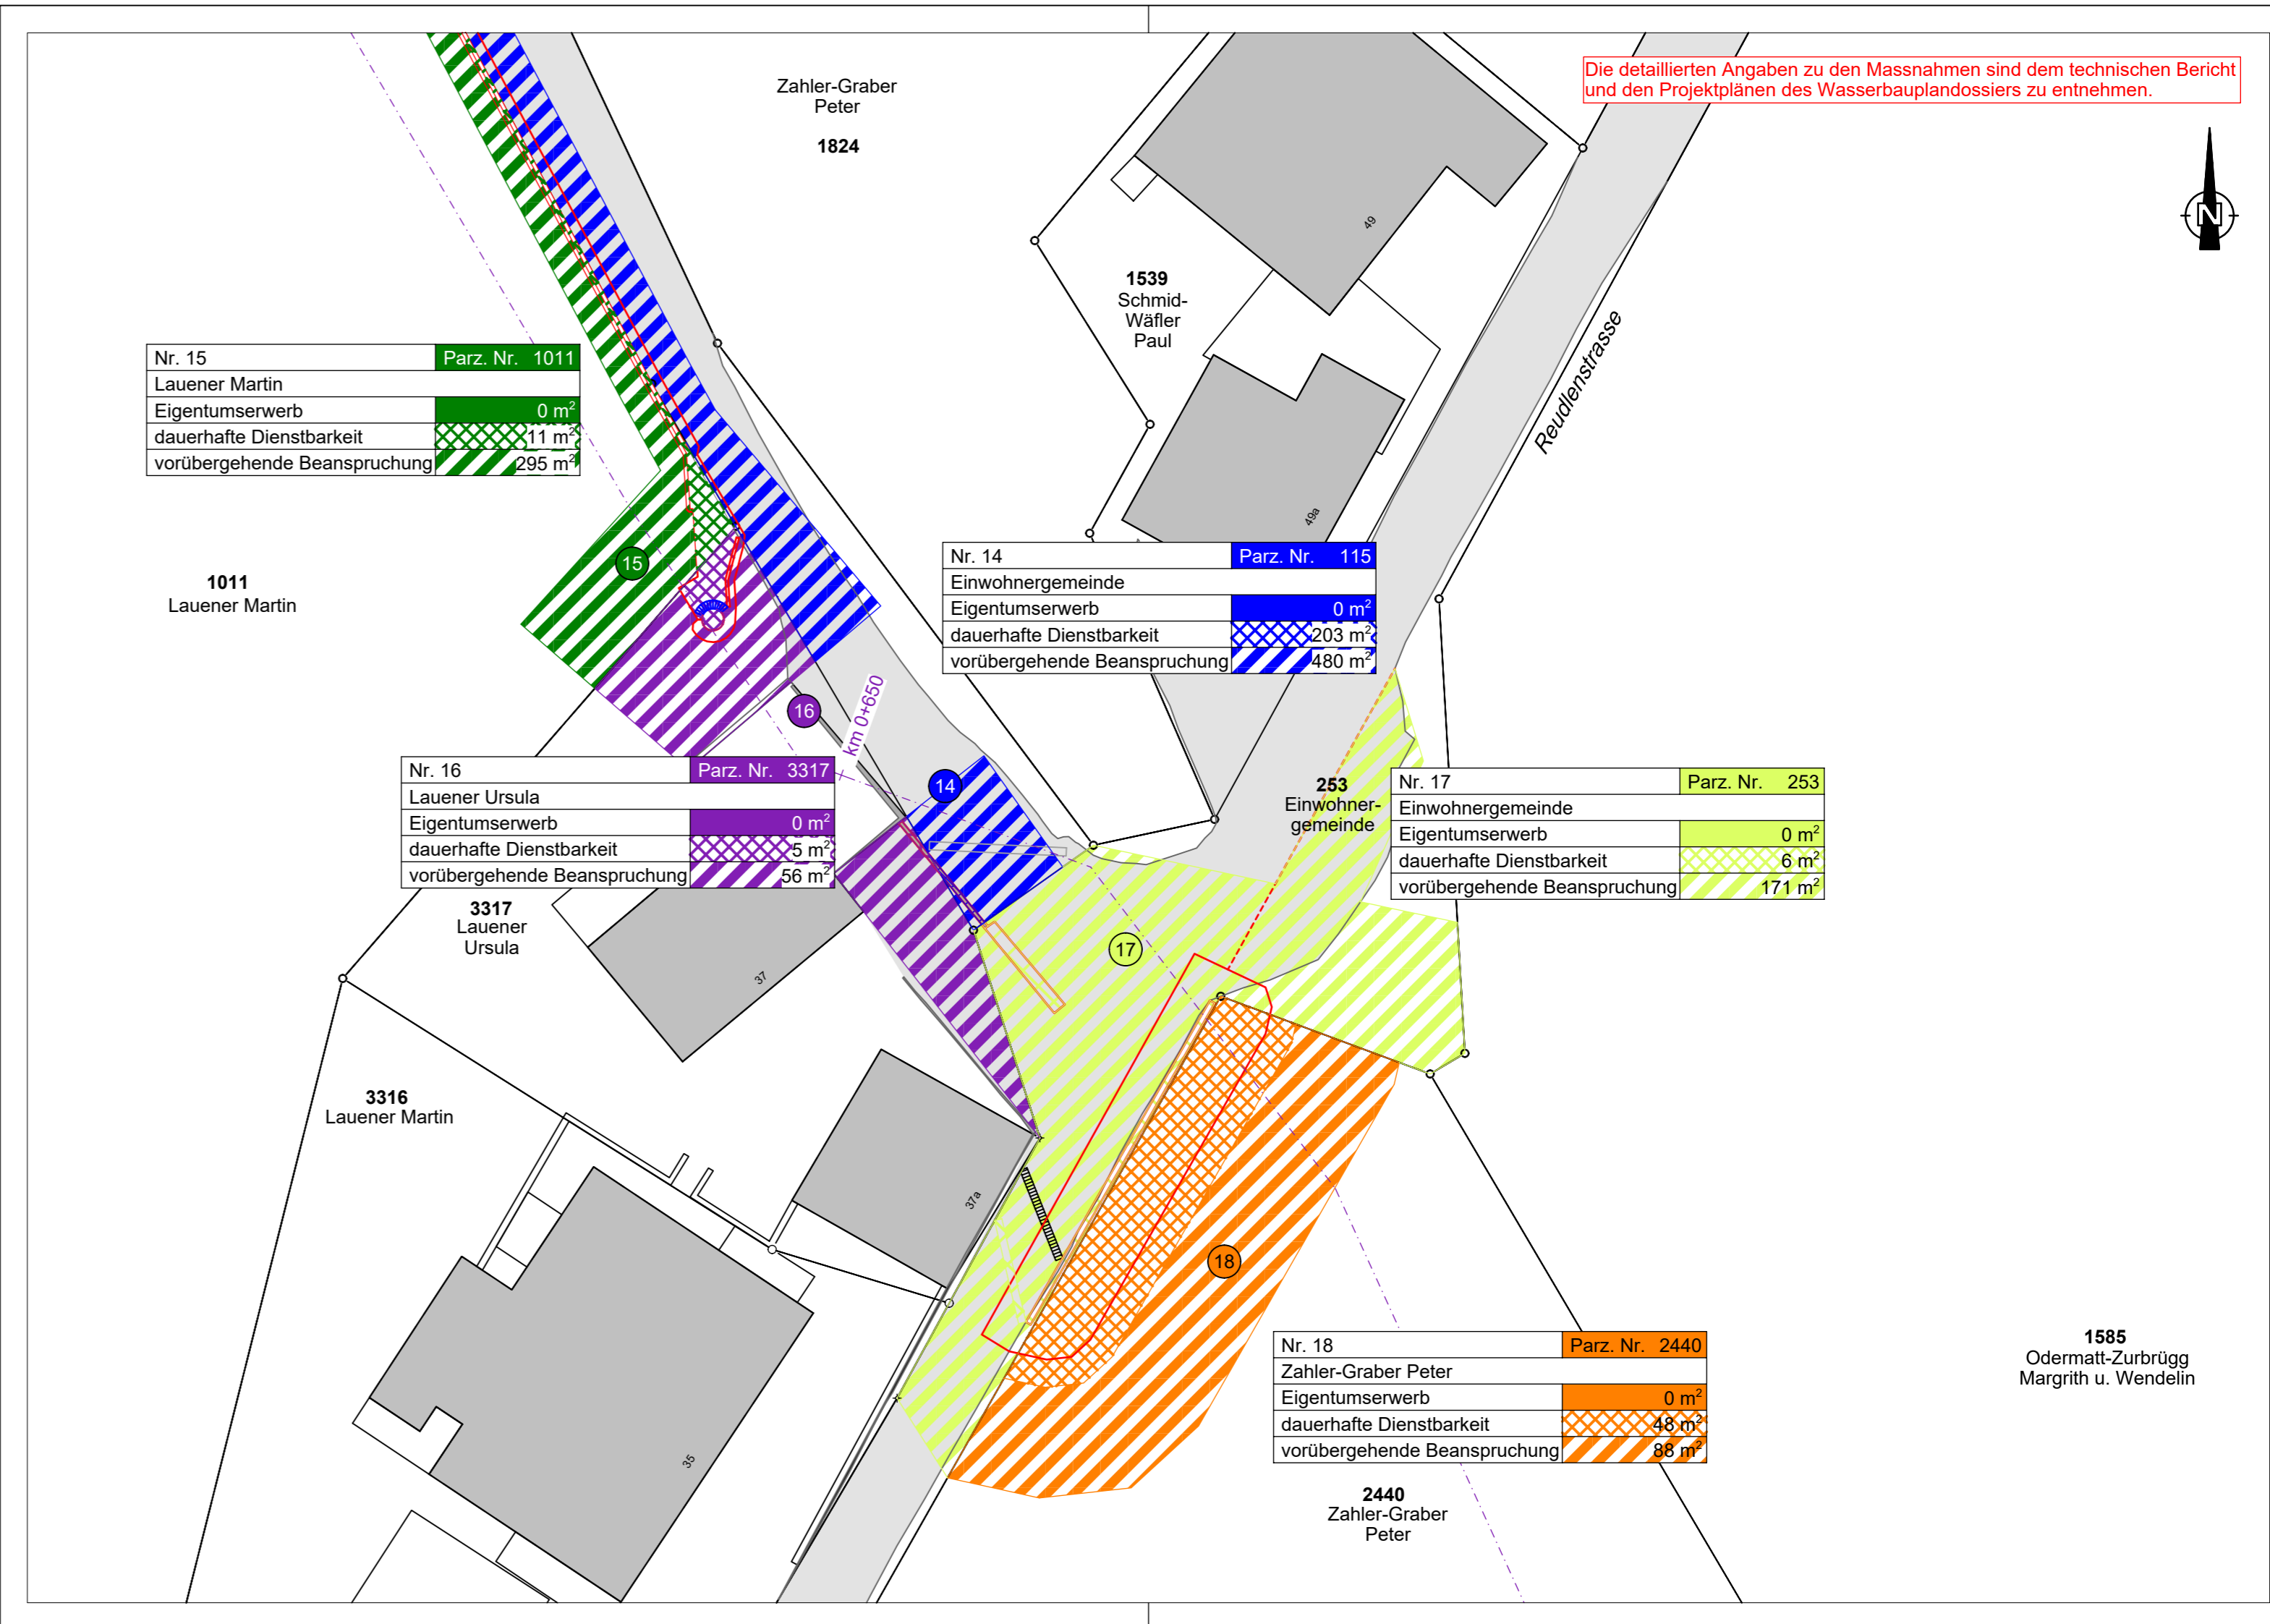 Zahler-Graber
Peter
1824
Die detaillierten Angaben zu den Massnahmen sind dem technischen Bericht
und den Projektplänen des Wasserbauplandossiers zu entnehmen.
N
49
1539
Schmid-
Wäfler
Paul
Reudlenstrasse
Nr. 15 Parz. Nr. 1011
Lauener Martin
Eigentumserwerb 0 m²
dauerhafte Dienstbarkeit 11 m²
vorübergehende Beanspruchung 295 m²
49a
15
1011
Lauener Martin
Nr. 14 Parz. Nr. 115
Einwohnergemeinde
Eigentumserwerb 0 m²
dauerhafte Dienstbarkeit 203 m²
vorübergehende Beanspruchung 480 m²
16
km 0+650
14
Nr. 16 Parz. Nr. 3317
Lauener Ursula
Eigentumserwerb 0 m²
dauerhafte Dienstbarkeit 5 m²
vorübergehende Beanspruchung 56 m²
253
Einwohner-
gemeinde
Nr. 17 Parz. Nr. 253
Einwohnergemeinde
Eigentumserwerb 0 m²
dauerhafte Dienstbarkeit 6 m²
vorübergehende Beanspruchung 171 m²
3317
Lauener
Ursula
37
17
3316
Lauener Martin
37a
18
35
Nr. 18 Parz. Nr. 2440
Zahler-Graber Peter
Eigentumserwerb 0 m²
dauerhafte Dienstbarkeit 48 m²
vorübergehende Beanspruchung 88 m²
1585
Odermatt-Zurbrügg
Margrith u. Wendelin
2440
Zahler-Graber
Peter